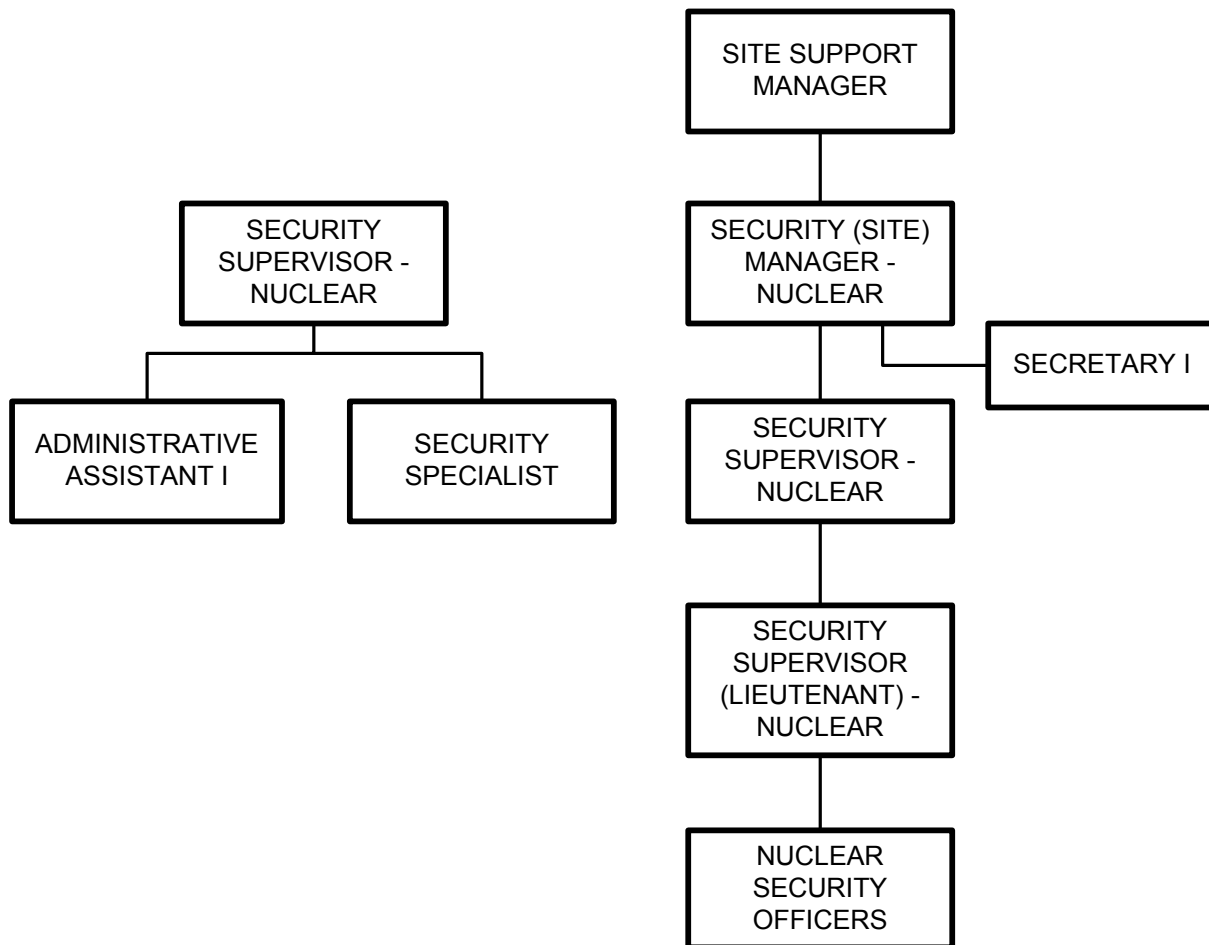 SITE SUPPORT
MANAGER
SECURITY
SUPERVISOR -
NUCLEAR
SECURITY (SITE)
MANAGER -
NUCLEAR
SECRETARY I
ADMINISTRATIVE
ASSISTANT I
SECURITY
SPECIALIST
SECURITY
SUPERVISOR -
NUCLEAR
SECURITY
SUPERVISOR
(LIEUTENANT) -
NUCLEAR
NUCLEAR
SECURITY
OFFICERS